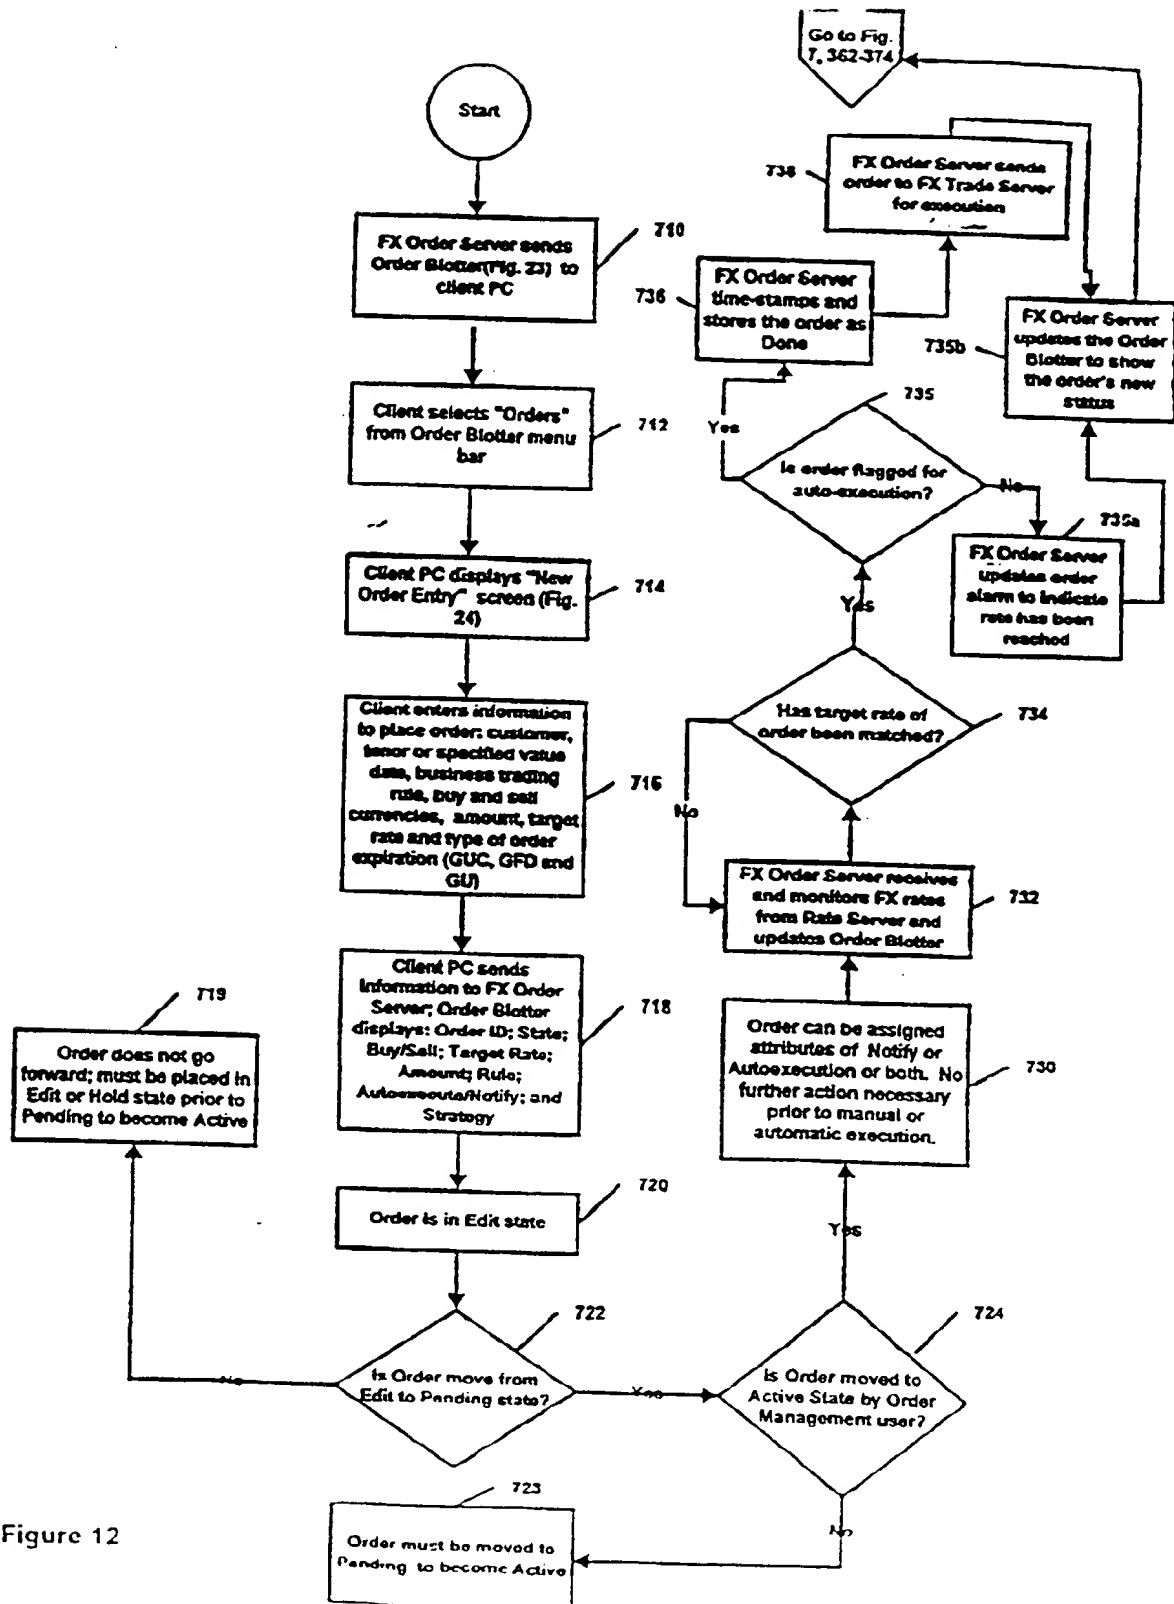 Go to Fig.
7, 362-374
Start
FX Order Server sends
Order Blotter(Fig. 23) to
client PC
710
Client selects "Orders"
from Order Blotter menu
bar
712
Client PC displays "New
Order Entry" screen (Fig.
24)
714
Client enters information
to place order: customer,
tenor or specified value
date, business trading
rule, buy and sell
currencies, amount, target
rate and type of order
expiration (GUC, GFD and
GU)
716
Client PC sends
Information to FX Order
Server; Order Blotter
displays: Order ID; State;
Buy/Sell; Target Rate;
Amount; Rule;
Autoexecute/Notify; and
Strategy
718
719
Order does not go
forward; must be placed in
Edit or Hold state prior to
Pending to become Active
720
Order is in Edit state
722
Is Order move from
Edit to Pending state?
No
Yes
723
Order must be moved to
Pending to become Active
724
Is Order moved to
Active State by Order
Management user?
No
Yes
Order can be assigned
attributes of Notify or
Autoexecution or both. No
further action necessary
prior to manual or
automatic execution.
730
FX Order Server receives
and monitors FX rates
from Rate Server and
updates Order Blotter
732
Has target rate of
order been matched?
734
No
Yes
735
Is order flagged for
auto-execution?
Yes
No
735a
FX Order Server
updates order
alarm to indicate
rate has been
reached
735b
FX Order Server
updates the Order
Blotter to show
the order's new
status
736
FX Order Server
time-stamps and
stores the order as
Done
738
FX Order Server sends
order to FX Trade Server
for execution
Figure 12